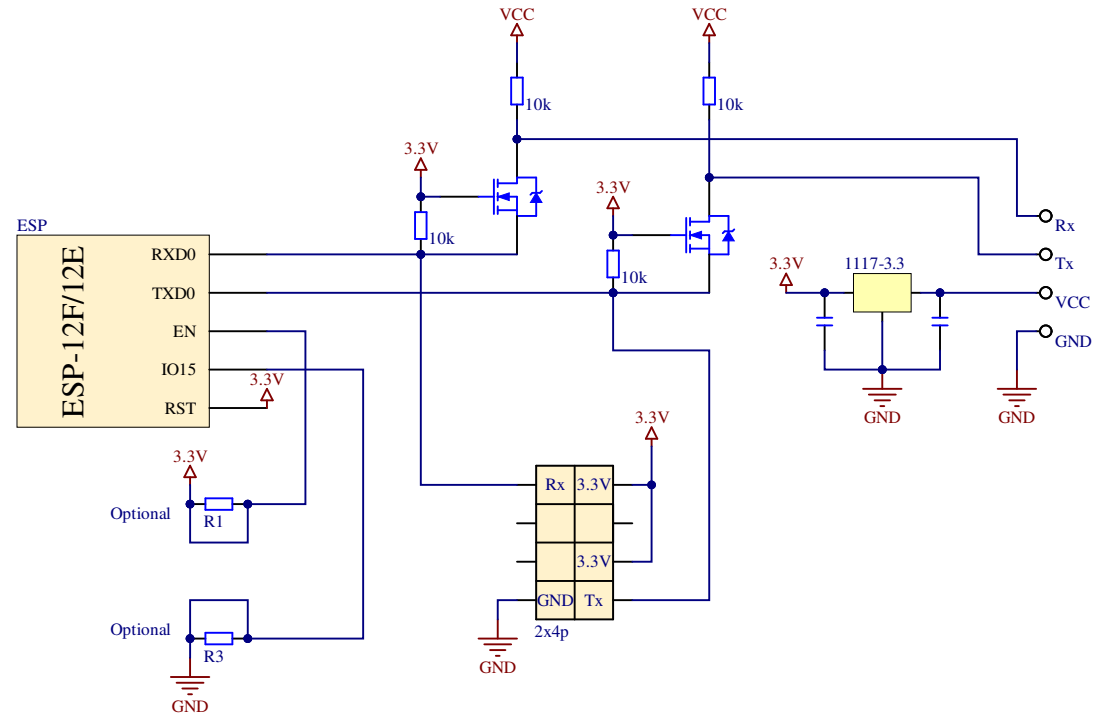 VCC
VCC
10k
10k
3.3V
3.3V
ESP
10k
Rx
ESP-12F/12E
RXD0
10k
3.3V
1117-3.3
Tx
TXD0
VCC
EN
GND
IO15
3.3V
RST
GND
GND
3.3V
3.3V
Optional
R1
Rx
3.3V
3.3V
GND
Tx
2x4p
Optional
R3
GND
GND